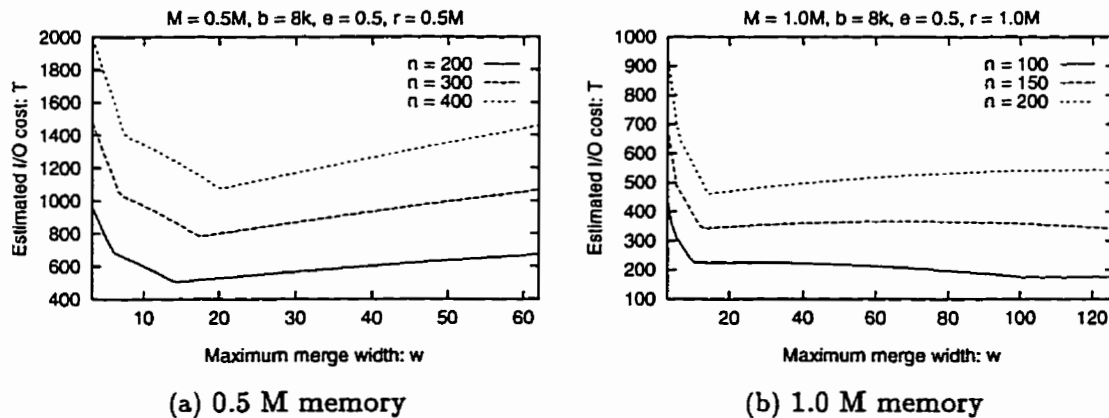 M = 0.5M, b = 8k, e = 0.5, r = 0.5M
Estimated I/O cost: T
2000
1800
1600
1400
1200
1000
800
600
400
n = 200
n = 300
n = 400
10
20
30
40
50
60
Maximum merge width: w
(a) 0.5 M memory
M = 1.0M, b = 8k, e = 0.5, r = 1.0M
Estimated I/O cost: T
1000
900
800
700
600
500
400
300
200
100
n = 100
n = 150
n = 200
20
40
60
80
100
120
Maximum merge width: w
(b) 1.0 M memory